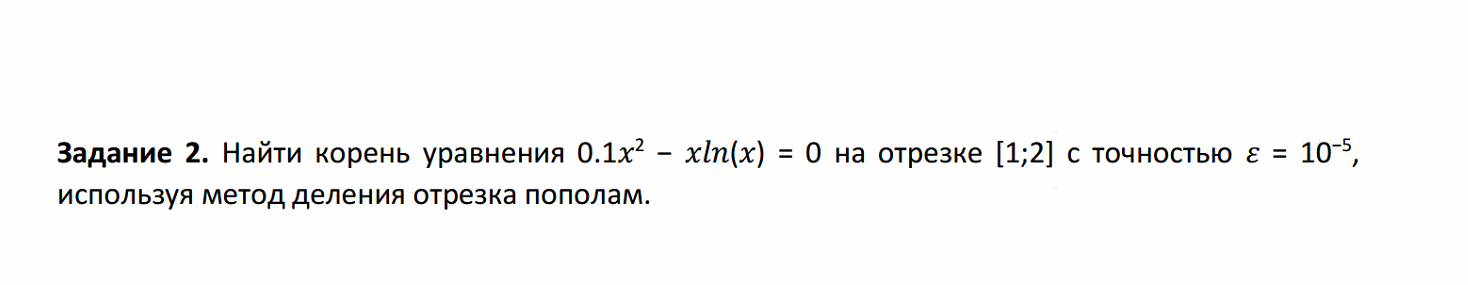 Задание 2. Найти корень уравнения 0.1x² − xln(x) = 0 на отрезке [1;2] с точностью ε = 10⁻⁵,
используя метод деления отрезка пополам.